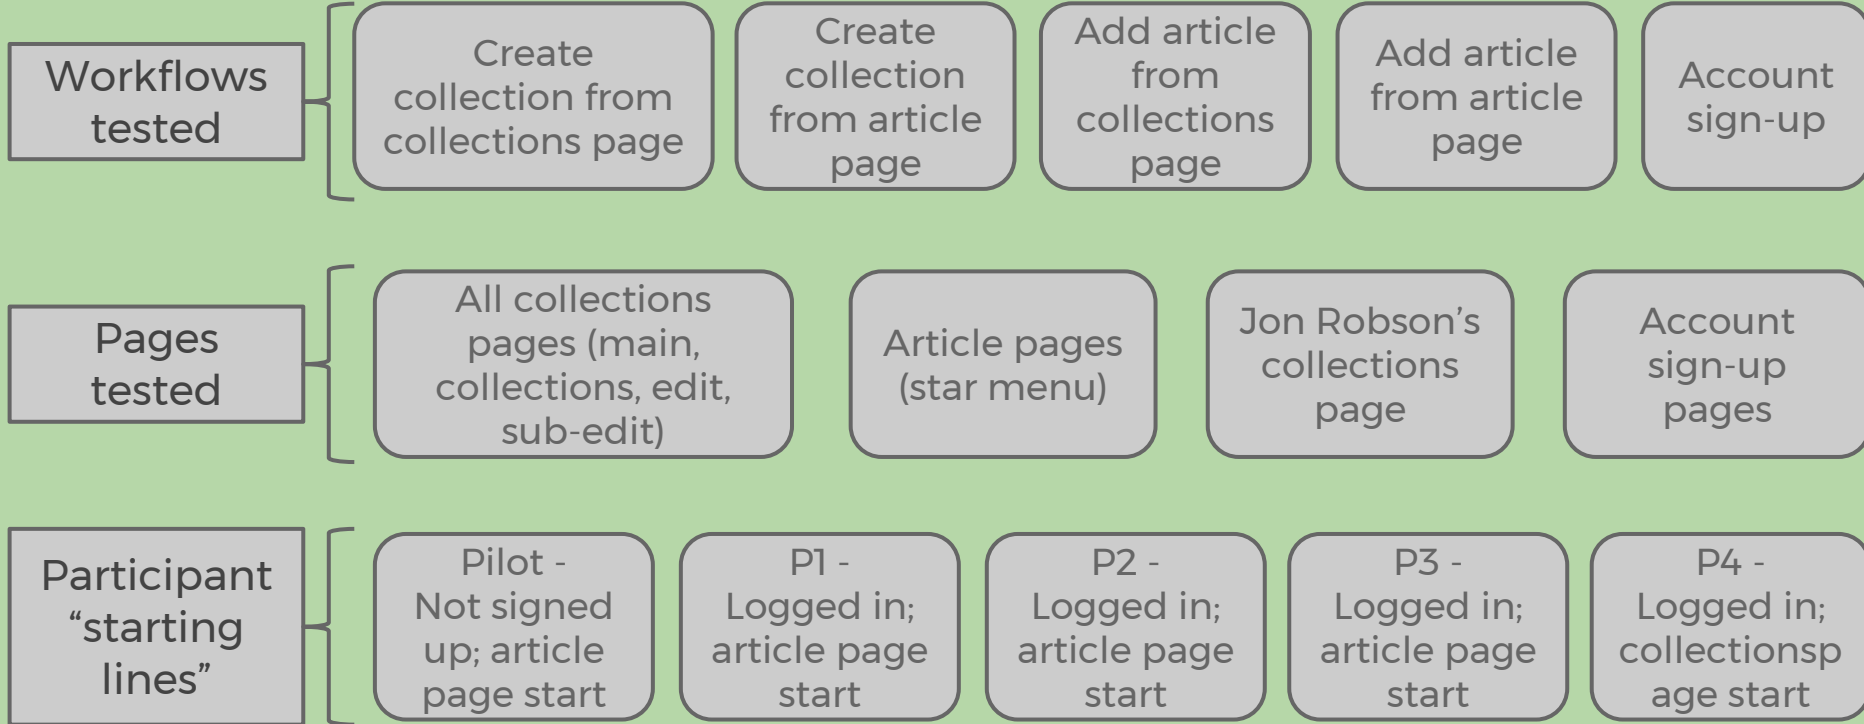 Workflows
tested
Create
collection from
collections page
Create
collection
from article
page
Add article
from
collections
page
Add article
from article
page
Account
sign-up
Pages
tested
All collections
pages (main,
collections, edit,
sub-edit)
Article pages
(star menu)
Jon Robson’s
collections
page
Account
sign-up
pages
Participant
“starting
lines”
Pilot -
Not signed
up; article
page start
P1 -
Logged in;
article page
start
P2 -
Logged in;
article page
start
P3 -
Logged in;
article page
start
P4 -
Logged in;
collectionsp
age start